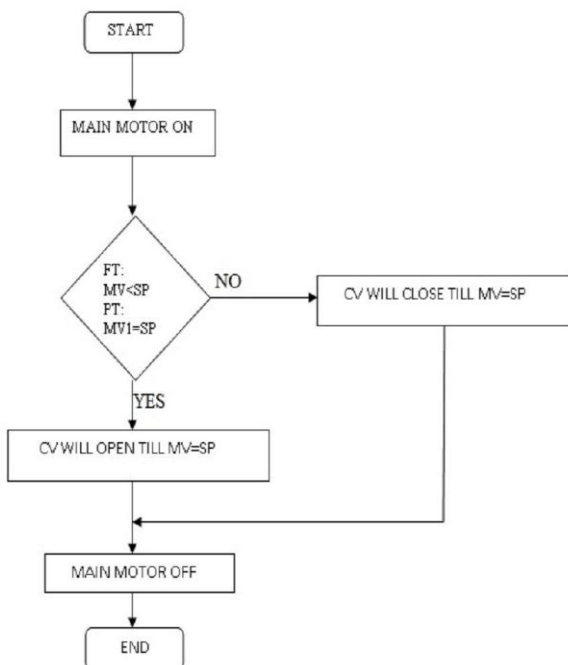 START
MAIN MOTOR ON
FT:
MV<SP
PT:
MV1=SP
NO
CV WILL CLOSE TILL MV=SP
YES
CV WILL OPEN TILL MV=SP
MAIN MOTOR OFF
END